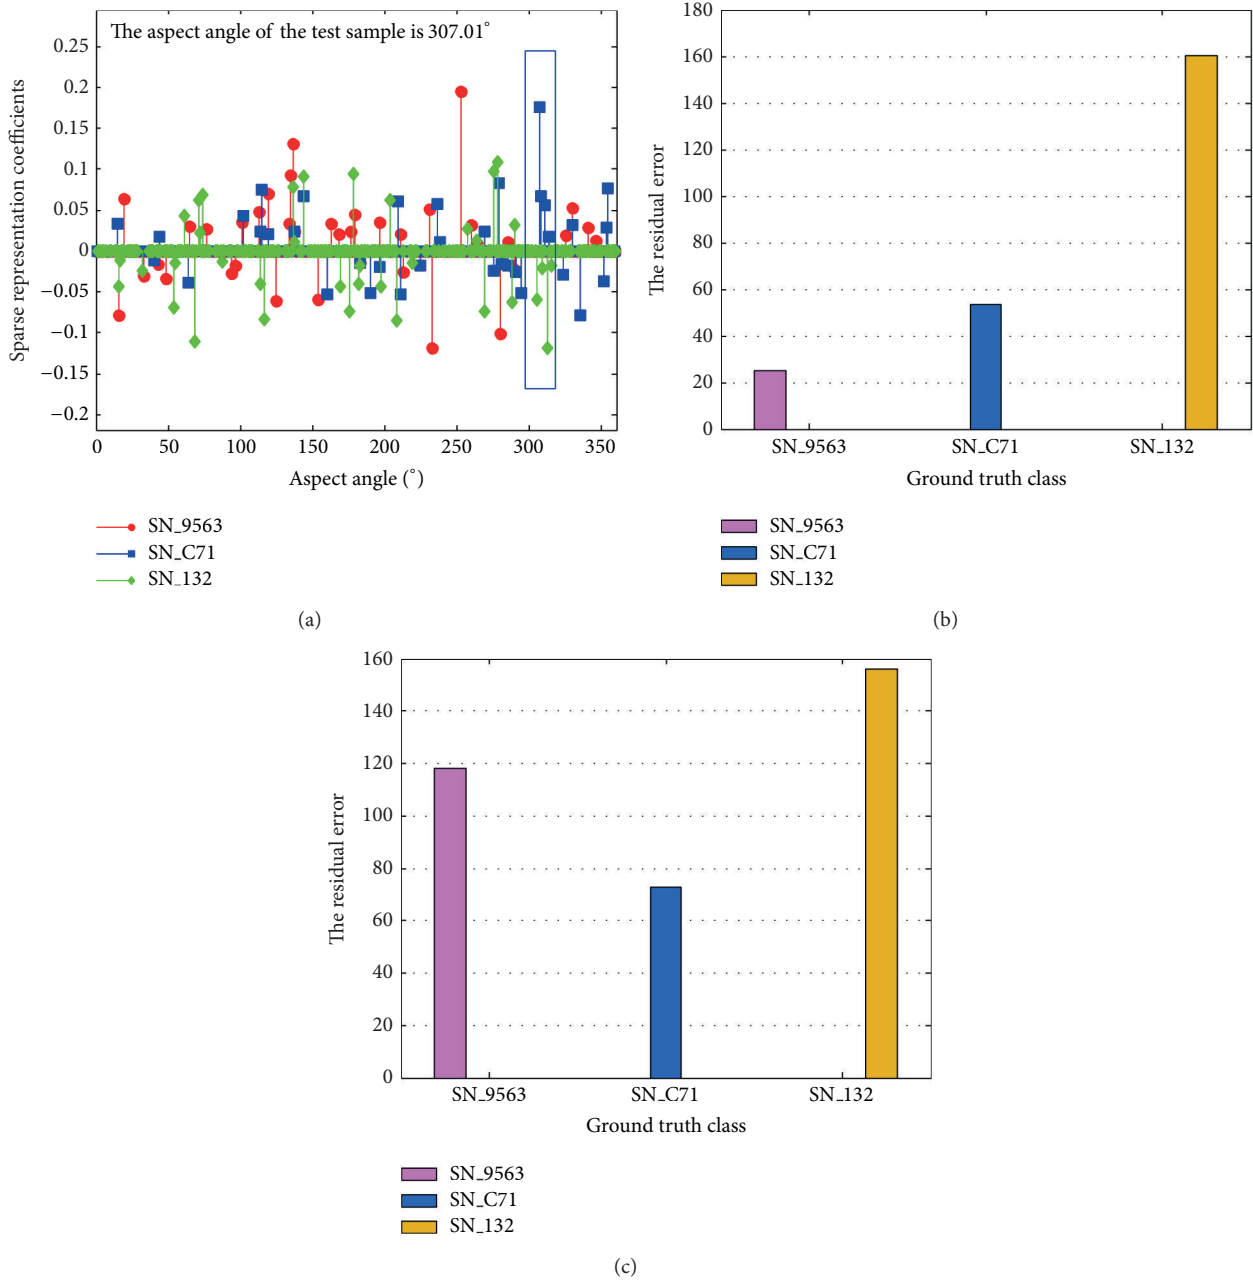 The aspect angle of the test sample is 307.01°
Sparse representation coefficients
0.25
0.2
0.15
0.1
0.05
0
−0.05
−0.1
−0.15
−0.2
0 50 100 150 200 250 300 350
Aspect angle (°)
SN_9563
SN_C71
SN_132
(a)
The residual error
180
160
140
120
100
80
60
40
20
0
SN_9563 SN_C71 SN_132
Ground truth class
SN_9563
SN_C71
SN_132
(b)
The residual error
160
140
120
100
80
60
40
20
0
SN_9563 SN_C71 SN_132
Ground truth class
SN_9563
SN_C71
SN_132
(c)